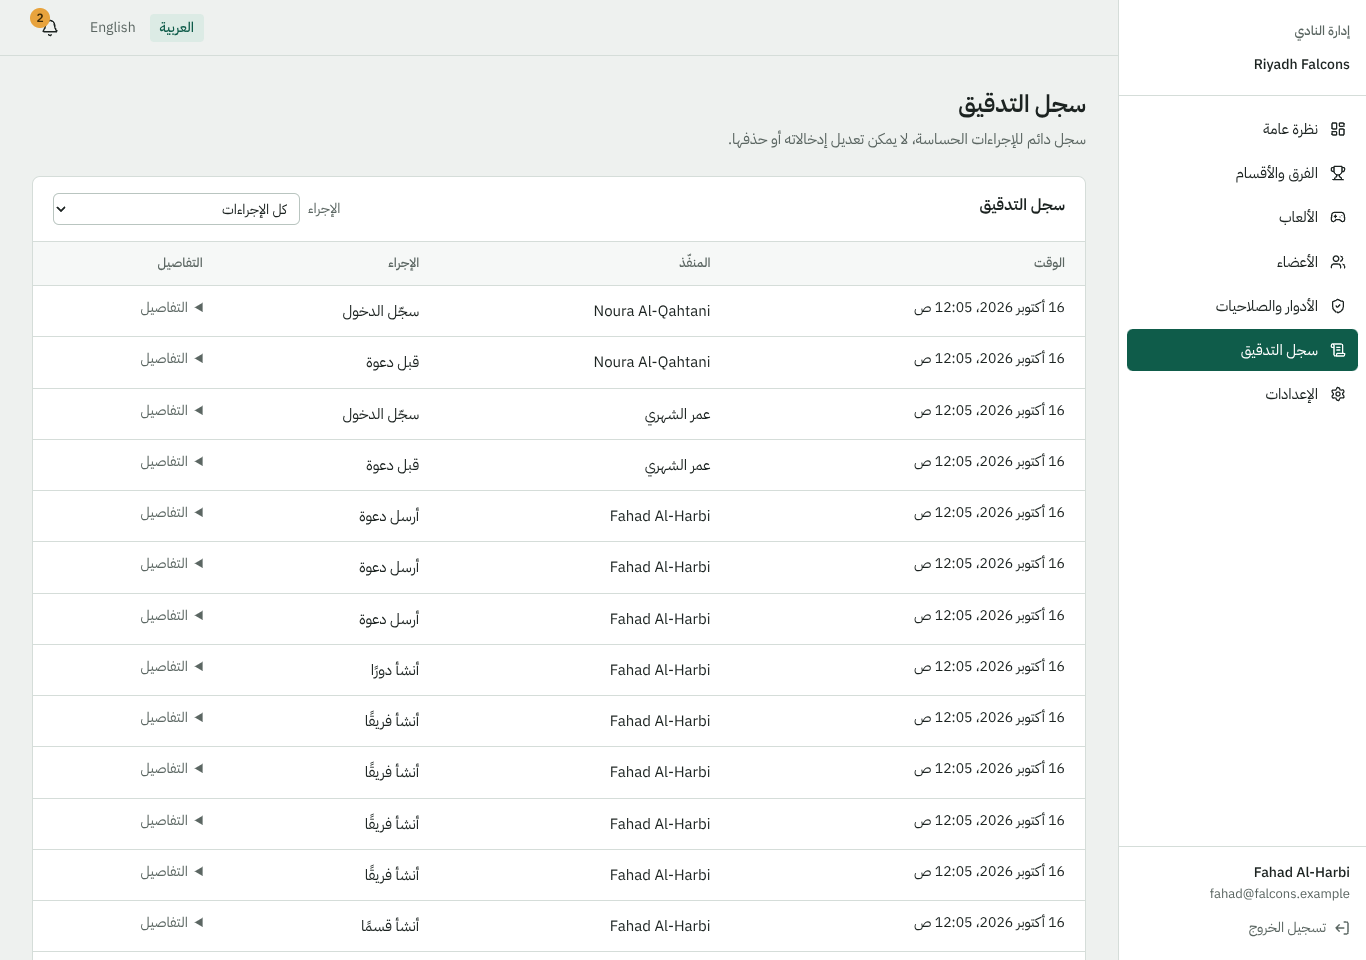 إدارة النادي
Riyadh Falcons
نظرة عامة
الفرق والأقسام
الألعاب
الأعضاء
الأدوار والصلاحيات
سجل التدقيق
الإعدادات
Fahad Al-Harbi
fahad@falcons.example
تسجيل الخروج
العربية English 2
سجل التدقيق
سجل دائم للإجراءات الحساسة، لا يمكن تعديل إدخالاته أو حذفها.
سجل التدقيق الإجراء كل الإجراءات
الوقت المنفّذ الإجراء التفاصيل
16 أكتوبر 2026، 12:05 ص Noura Al-Qahtani سجّل الدخول التفاصيل
16 أكتوبر 2026، 12:05 ص Noura Al-Qahtani قبل دعوة التفاصيل
16 أكتوبر 2026، 12:05 ص عمر الشهري سجّل الدخول التفاصيل
16 أكتوبر 2026، 12:05 ص عمر الشهري قبل دعوة التفاصيل
16 أكتوبر 2026، 12:05 ص Fahad Al-Harbi أرسل دعوة التفاصيل
16 أكتوبر 2026، 12:05 ص Fahad Al-Harbi أرسل دعوة التفاصيل
16 أكتوبر 2026، 12:05 ص Fahad Al-Harbi أرسل دعوة التفاصيل
16 أكتوبر 2026، 12:05 ص Fahad Al-Harbi أنشأ دورًا التفاصيل
16 أكتوبر 2026، 12:05 ص Fahad Al-Harbi أنشأ فريقًا التفاصيل
16 أكتوبر 2026، 12:05 ص Fahad Al-Harbi أنشأ فريقًا التفاصيل
16 أكتوبر 2026، 12:05 ص Fahad Al-Harbi أنشأ فريقًا التفاصيل
16 أكتوبر 2026، 12:05 ص Fahad Al-Harbi أنشأ فريقًا التفاصيل
16 أكتوبر 2026، 12:05 ص Fahad Al-Harbi أنشأ قسمًا التفاصيل